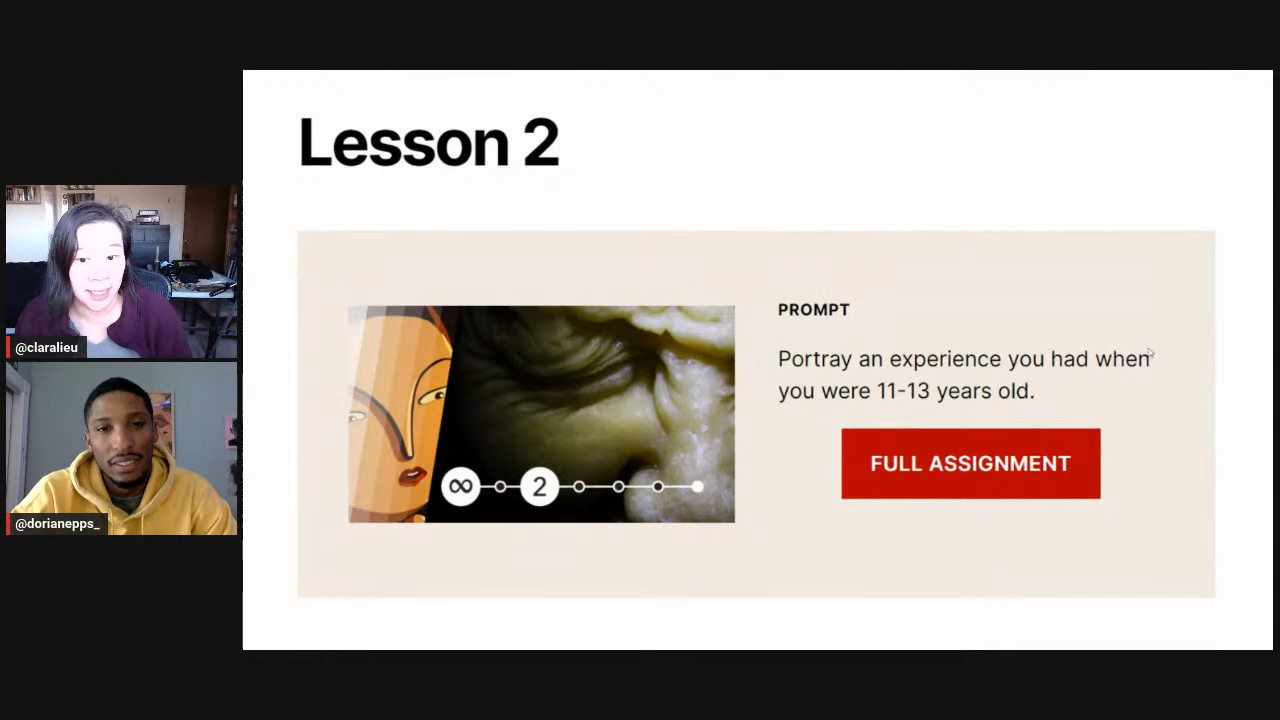 Lesson 2
PROMPT
Portray an experience you had when
you were 11-13 years old.
FULL ASSIGNMENT
∞ 2
@claralieu
@dorianepps_